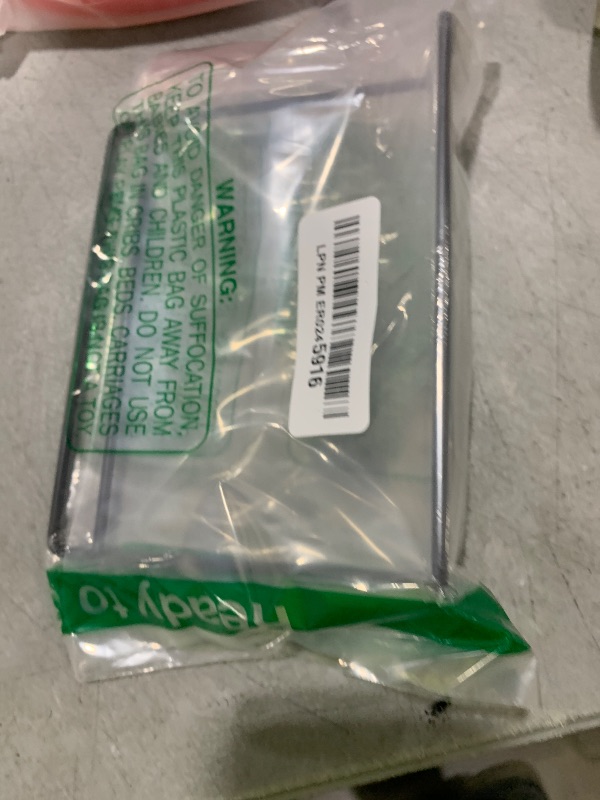 WARNING:
TO AVOID DANGER OF SUFFOCATION,
KEEP THIS PLASTIC BAG AWAY FROM
BABIES AND CHILDREN. DO NOT USE
THIS BAG IN CRIBS, BEDS, CARRIAGES
A TOY
LPN PM ER0245916
Ready to